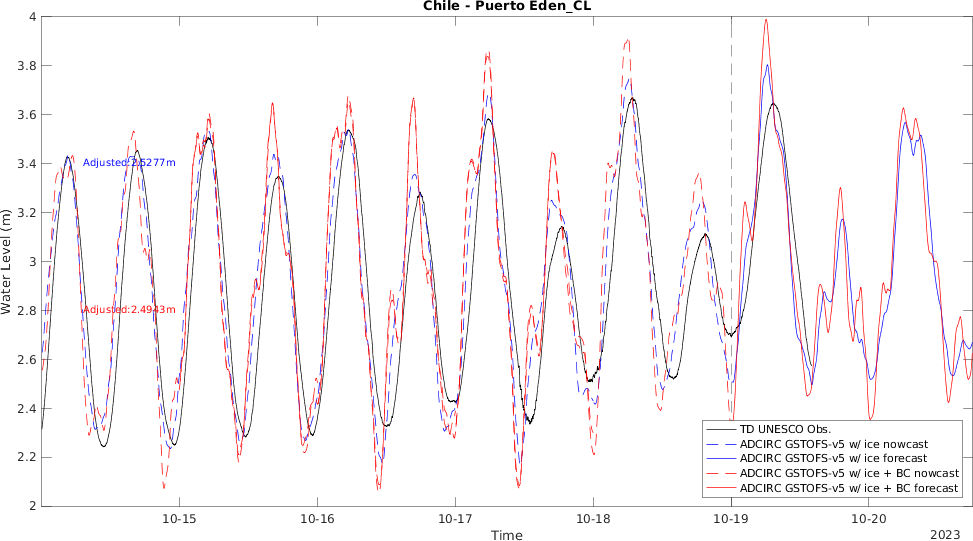 Chile - Puerto Eden_CL
Water Level (m)
4
3.8
3.6
3.4
3.2
3
2.8
2.6
2.4
2.2
2
Adjusted:2.5277m
Adjusted:2.4943m
TD UNESCO Obs.
ADCIRC GSTOFS-v5 w/ ice nowcast
ADCIRC GSTOFS-v5 w/ ice forecast
ADCIRC GSTOFS-v5 w/ ice + BC nowcast
ADCIRC GSTOFS-v5 w/ ice + BC forecast
10-15
10-16
10-17
10-18
10-19
10-20
Time
2023